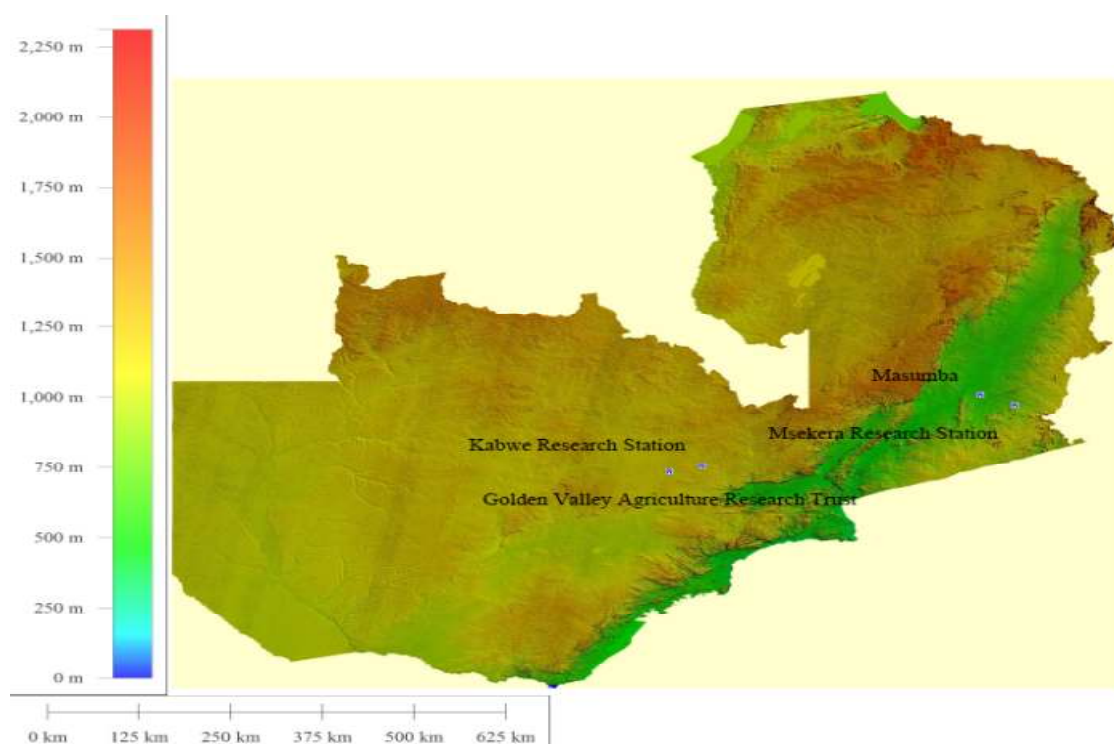 2,250 m
2,000 m
1,750 m
1,500 m
1,250 m
1,000 m
750 m
500 m
250 m
0 m
Masumba
Msekera Research Station
Kabwe Research Station
Golden Valley Agriculture Research Trust
0 km 125 km 250 km 375 km 500 km 625 km